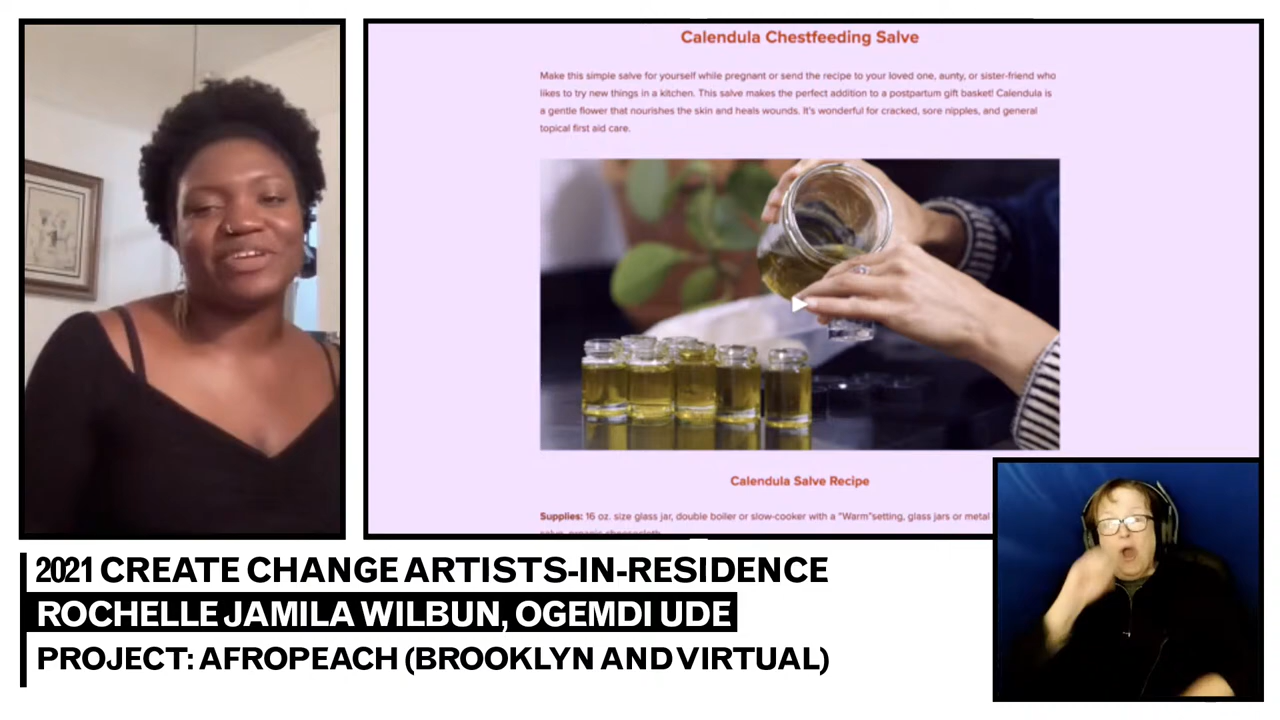 Calendula Chestfeeding Salve
Make this simple salve for yourself while pregnant or send the recipe to your loved one, aunty, or sister-friend who
likes to try new things in a kitchen. This salve makes the perfect addition to a postpartum gift basket! Calendula is
a gentle flower that nourishes the skin and heals wounds. It's wonderful for cracked, sore nipples, and general
topical first aid care.
Calendula Salve Recipe
Supplies: 16 oz. size glass jar, double boiler or slow-cooker with a "Warm"setting, glass jars or metal
salve, organic cheesecloth
2021 CREATE CHANGE ARTISTS-IN-RESIDENCE
ROCHELLE JAMILA WILBUN, OGEMDI UDE
PROJECT: AFROPEACH (BROOKLYN AND VIRTUAL)